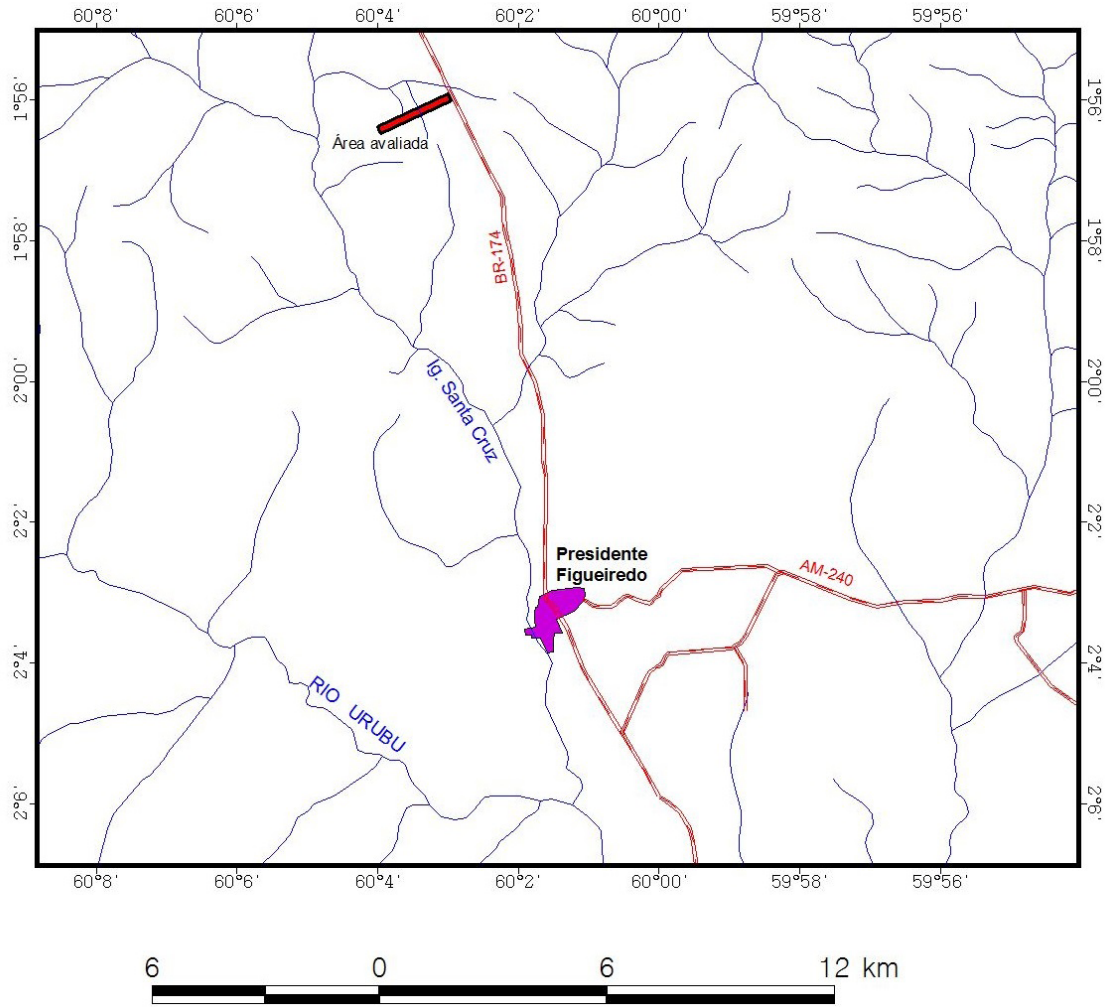 60°8' 60°6' 60°4' 60°2' 60°00' 59°58' 59°56'
1°56' 1°56'
Área avaliada
1°58' 1°58'
BR-174
2°00' 2°00'
Ig. Santa Cruz
2°2' 2°2'
Presidente
Figueiredo
AM-240
2°4' 2°4'
RIO URUBU
2°6' 2°6'
60°8' 60°6' 60°4' 60°2' 60°00' 59°58' 59°56'
6 0 6 12 km